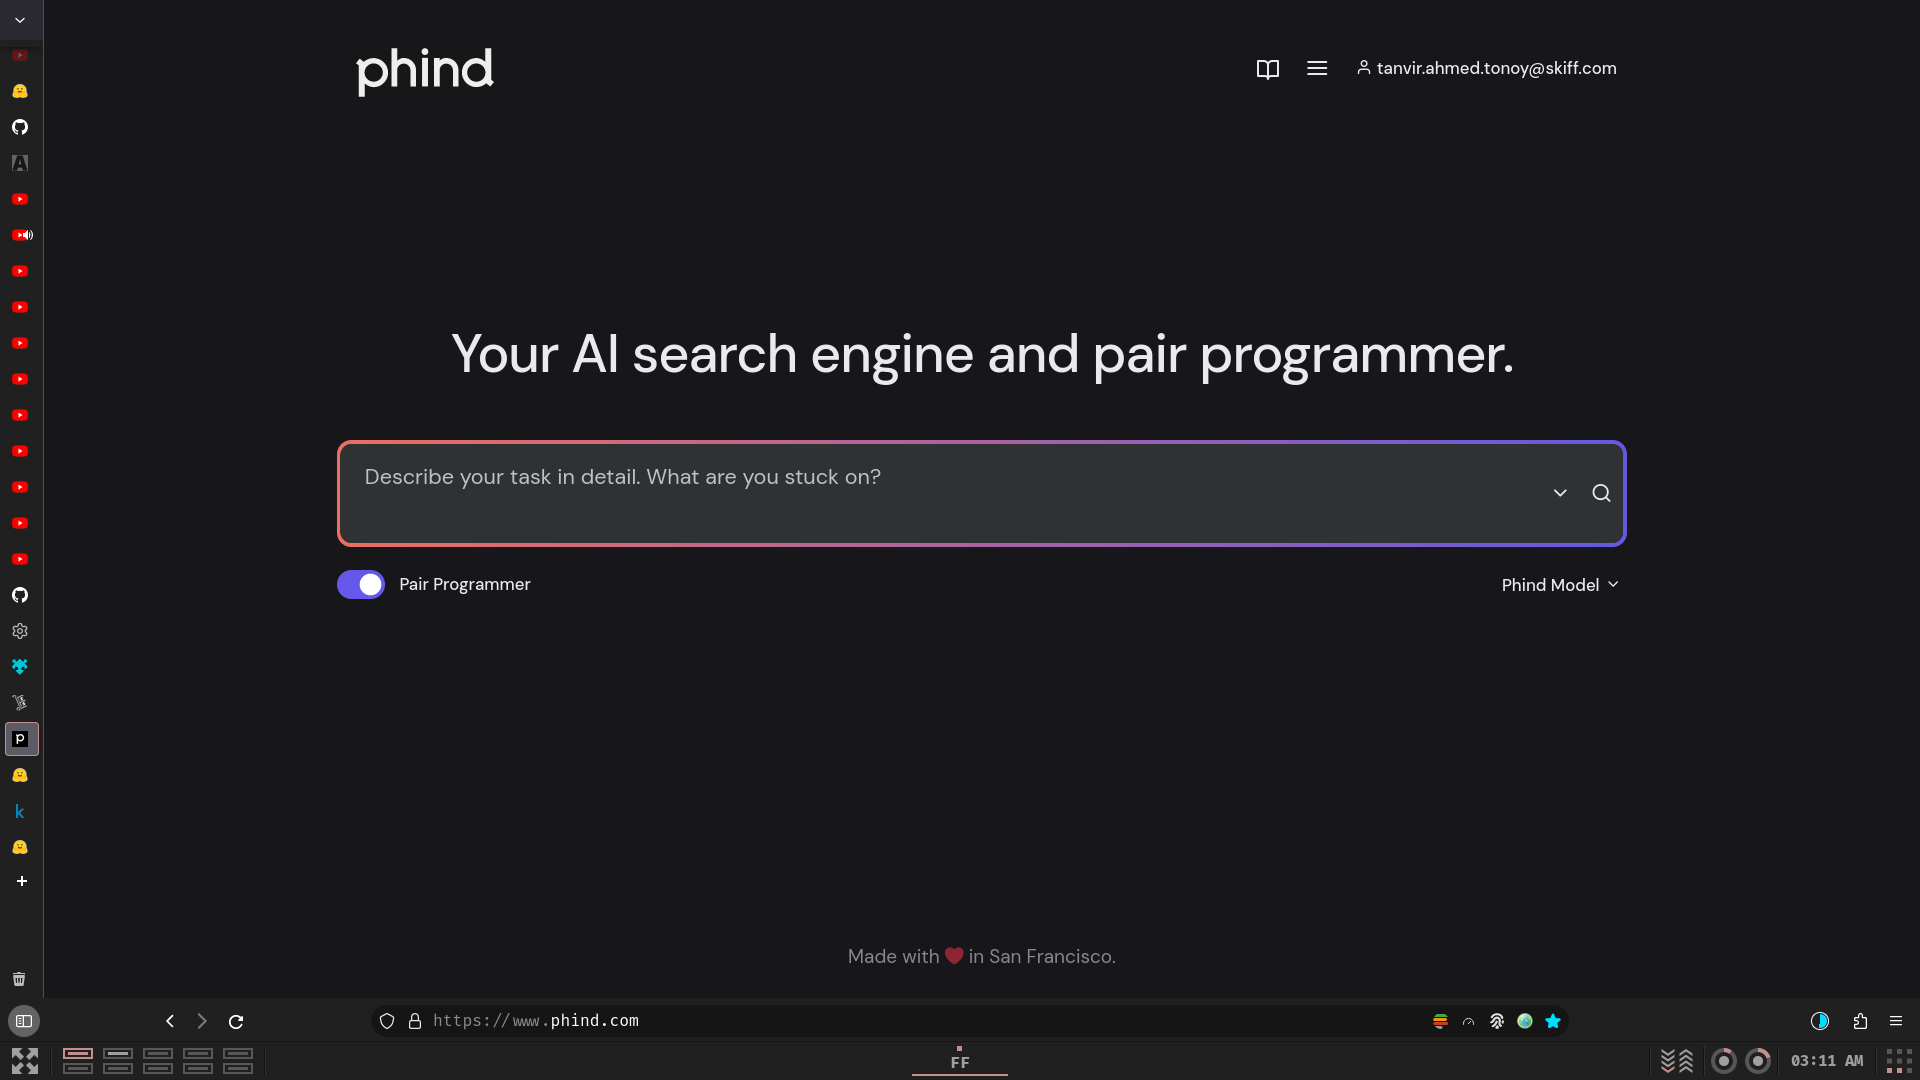 phind
tanvir.ahmed.tonoy@skiff.com
Your AI search engine and pair programmer.
Describe your task in detail. What are you stuck on?
Pair Programmer
Phind Model
Made with ❤ in San Francisco.
https://www.phind.com
FF
03:11 AM